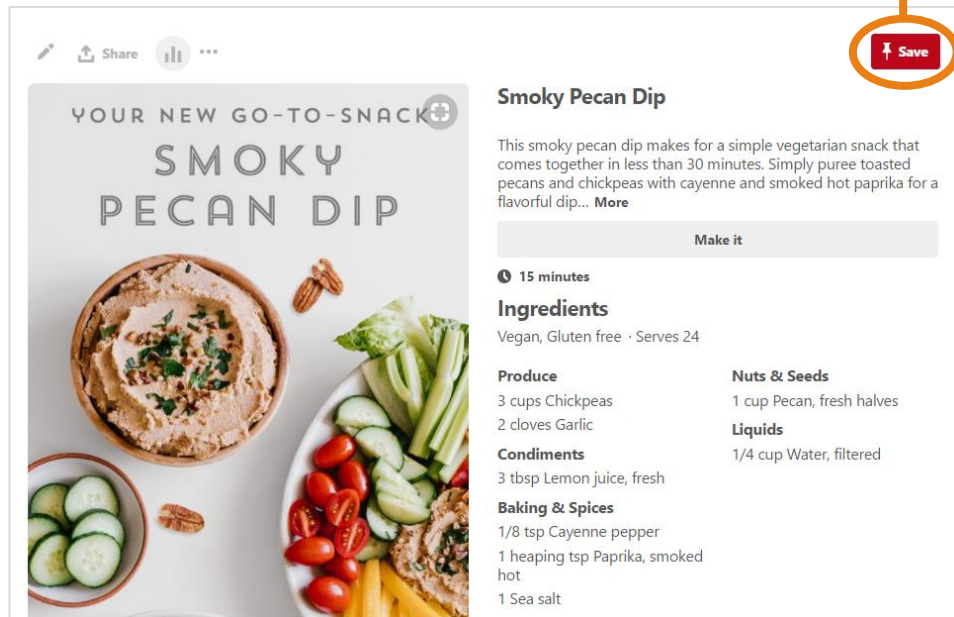 Share
Save
YOUR NEW GO-TO-SNACK
SMOKY
PECAN DIP
Smoky Pecan Dip
This smoky pecan dip makes for a simple vegetarian snack that
comes together in less than 30 minutes. Simply puree toasted
pecans and chickpeas with cayenne and smoked hot paprika for a
flavorful dip... More
Make it
15 minutes
Ingredients
Vegan, Gluten free · Serves 24
Produce
3 cups Chickpeas
2 cloves Garlic
Condiments
3 tbsp Lemon juice, fresh
Baking & Spices
1/8 tsp Cayenne pepper
1 heaping tsp Paprika, smoked
hot
1 Sea salt
Nuts & Seeds
1 cup Pecan, fresh halves
Liquids
1/4 cup Water, filtered